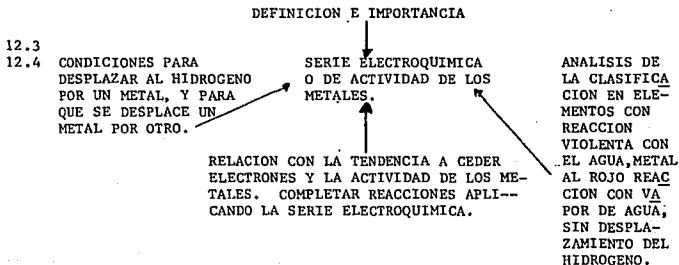 DEFINICION E IMPORTANCIA
12.3
12.4 CONDICIONES PARA
DESPLAZAR AL HIDROGENO
POR UN METAL, Y PARA
QUE SE DESPLACE UN
METAL POR OTRO.
SERIE ELECTROQUIMICA
O DE ACTIVIDAD DE LOS
METALES.
ANALISIS DE
LA CLASIFICA
CION EN ELE-
MENTOS CON
REACCION
VIOLENTA CON
EL AGUA, METAL
AL ROJO REAC
CION CON VA
POR DE AGUA,
SIN DESPLA-
ZAMIENTO DEL
HIDROGENO.
RELACION CON LA TENDENCIA A CEDER
ELECTRONES Y LA ACTIVIDAD DE LOS ME-
TALES. COMPLETAR REACCIONES APLI--
CANDO LA SERIE ELECTROQUIMICA.